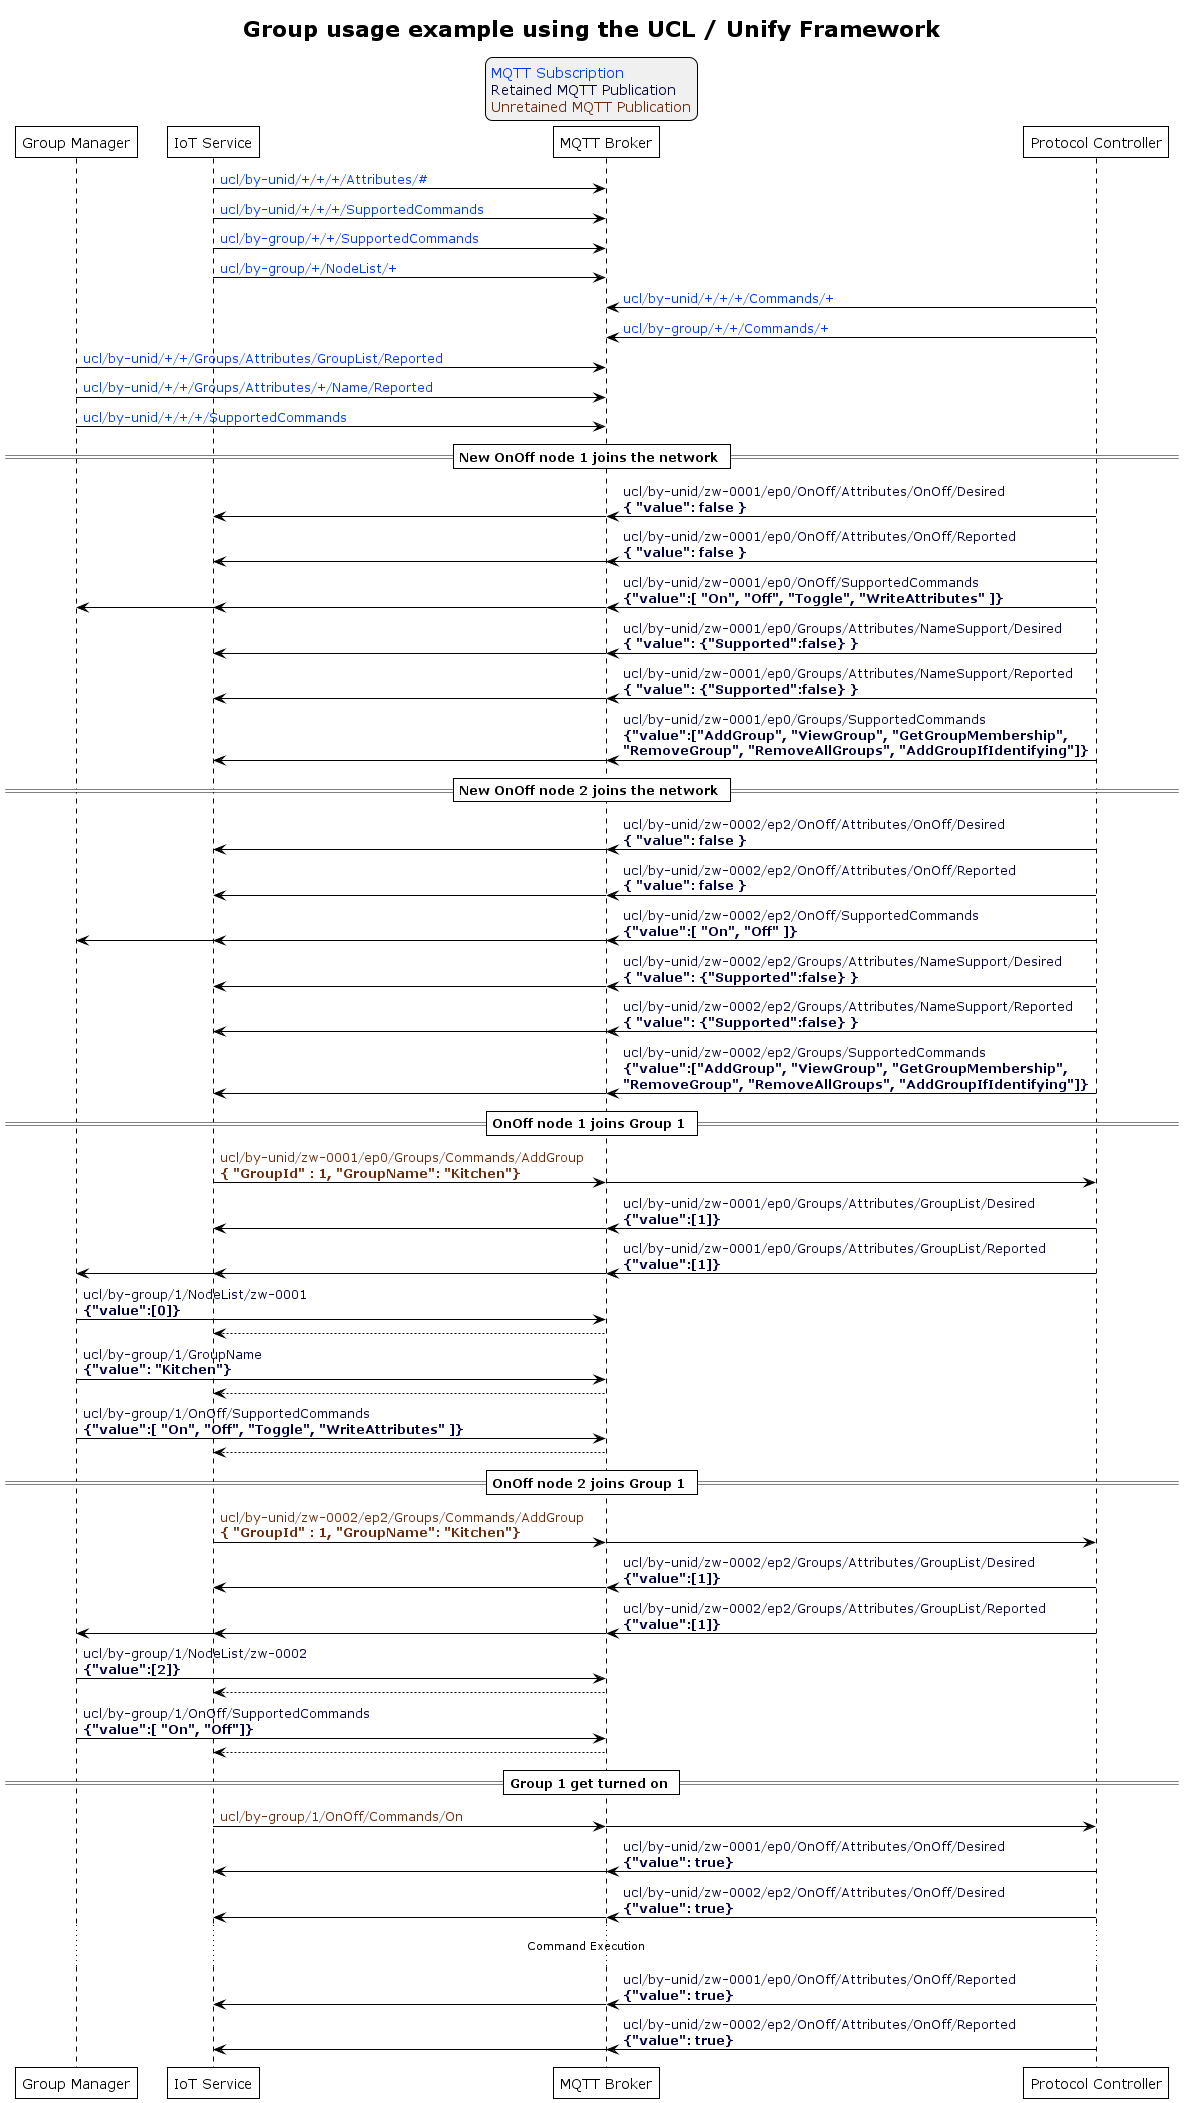 Group usage example using the UCL / Unify Framework
MQTT Subscription
Retained MQTT Publication
Unretained MQTT Publication
Group Manager
IoT Service
MQTT Broker
Protocol Controller
ucl/by-unid/+/+/+/Attributes/#
ucl/by-unid/+/+/+/SupportedCommands
ucl/by-group/+/+/SupportedCommands
ucl/by-group/+/NodeList/+
ucl/by-unid/+/+/+/Commands/+
ucl/by-group/+/+/Commands/+
ucl/by-unid/+/+/Groups/Attributes/GroupList/Reported
ucl/by-unid/+/+/Groups/Attributes/+/Name/Reported
ucl/by-unid/+/+/+/SupportedCommands
New OnOff node 1 joins the network
ucl/by-unid/zw-0001/ep0/OnOff/Attributes/OnOff/Desired
{ "value": false }
ucl/by-unid/zw-0001/ep0/OnOff/Attributes/OnOff/Reported
{ "value": false }
ucl/by-unid/zw-0001/ep0/OnOff/SupportedCommands
{"value":[ "On", "Off", "Toggle", "WriteAttributes" ]}
ucl/by-unid/zw-0001/ep0/Groups/Attributes/NameSupport/Desired
{ "value": {"Supported":false} }
ucl/by-unid/zw-0001/ep0/Groups/Attributes/NameSupport/Reported
{ "value": {"Supported":false} }
ucl/by-unid/zw-0001/ep0/Groups/SupportedCommands
{"value":["AddGroup", "ViewGroup", "GetGroupMembership",
"RemoveGroup", "RemoveAllGroups", "AddGroupIfIdentifying"]}
New OnOff node 2 joins the network
ucl/by-unid/zw-0002/ep2/OnOff/Attributes/OnOff/Desired
{ "value": false }
ucl/by-unid/zw-0002/ep2/OnOff/Attributes/OnOff/Reported
{ "value": false }
ucl/by-unid/zw-0002/ep2/OnOff/SupportedCommands
{"value":[ "On", "Off" ]}
ucl/by-unid/zw-0002/ep2/Groups/Attributes/NameSupport/Desired
{ "value": {"Supported":false} }
ucl/by-unid/zw-0002/ep2/Groups/Attributes/NameSupport/Reported
{ "value": {"Supported":false} }
ucl/by-unid/zw-0002/ep2/Groups/SupportedCommands
{"value":["AddGroup", "ViewGroup", "GetGroupMembership",
"RemoveGroup", "RemoveAllGroups", "AddGroupIfIdentifying"]}
OnOff node 1 joins Group 1
ucl/by-unid/zw-0001/ep0/Groups/Commands/AddGroup
{ "GroupId" : 1, "GroupName": "Kitchen"}
ucl/by-unid/zw-0001/ep0/Groups/Attributes/GroupList/Desired
{"value":[1]}
ucl/by-unid/zw-0001/ep0/Groups/Attributes/GroupList/Reported
{"value":[1]}
ucl/by-group/1/NodeList/zw-0001
{"value":[0]}
ucl/by-group/1/GroupName
{"value": "Kitchen"}
ucl/by-group/1/OnOff/SupportedCommands
{"value":[ "On", "Off", "Toggle", "WriteAttributes" ]}
OnOff node 2 joins Group 1
ucl/by-unid/zw-0002/ep2/Groups/Commands/AddGroup
{ "GroupId" : 1, "GroupName": "Kitchen"}
ucl/by-unid/zw-0002/ep2/Groups/Attributes/GroupList/Desired
{"value":[1]}
ucl/by-unid/zw-0002/ep2/Groups/Attributes/GroupList/Reported
{"value":[1]}
ucl/by-group/1/NodeList/zw-0002
{"value":[2]}
ucl/by-group/1/OnOff/SupportedCommands
{"value":[ "On", "Off"]}
Group 1 get turned on
ucl/by-group/1/OnOff/Commands/On
ucl/by-unid/zw-0001/ep0/OnOff/Attributes/OnOff/Desired
{"value": true}
ucl/by-unid/zw-0002/ep2/OnOff/Attributes/OnOff/Desired
{"value": true}
Command Execution
ucl/by-unid/zw-0001/ep0/OnOff/Attributes/OnOff/Reported
{"value": true}
ucl/by-unid/zw-0002/ep2/OnOff/Attributes/OnOff/Reported
{"value": true}
Group Manager
IoT Service
MQTT Broker
Protocol Controller